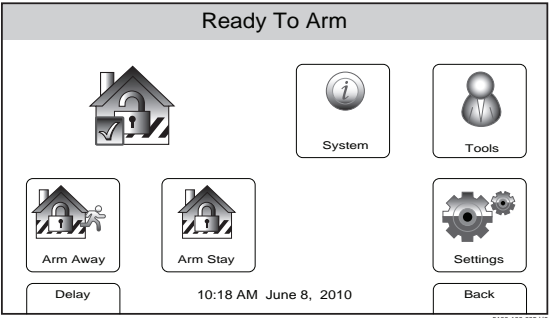 Ready To Arm
System
Tools
Arm Away
Arm Stay
Settings
Delay
10:18 AM June 8, 2010
Back